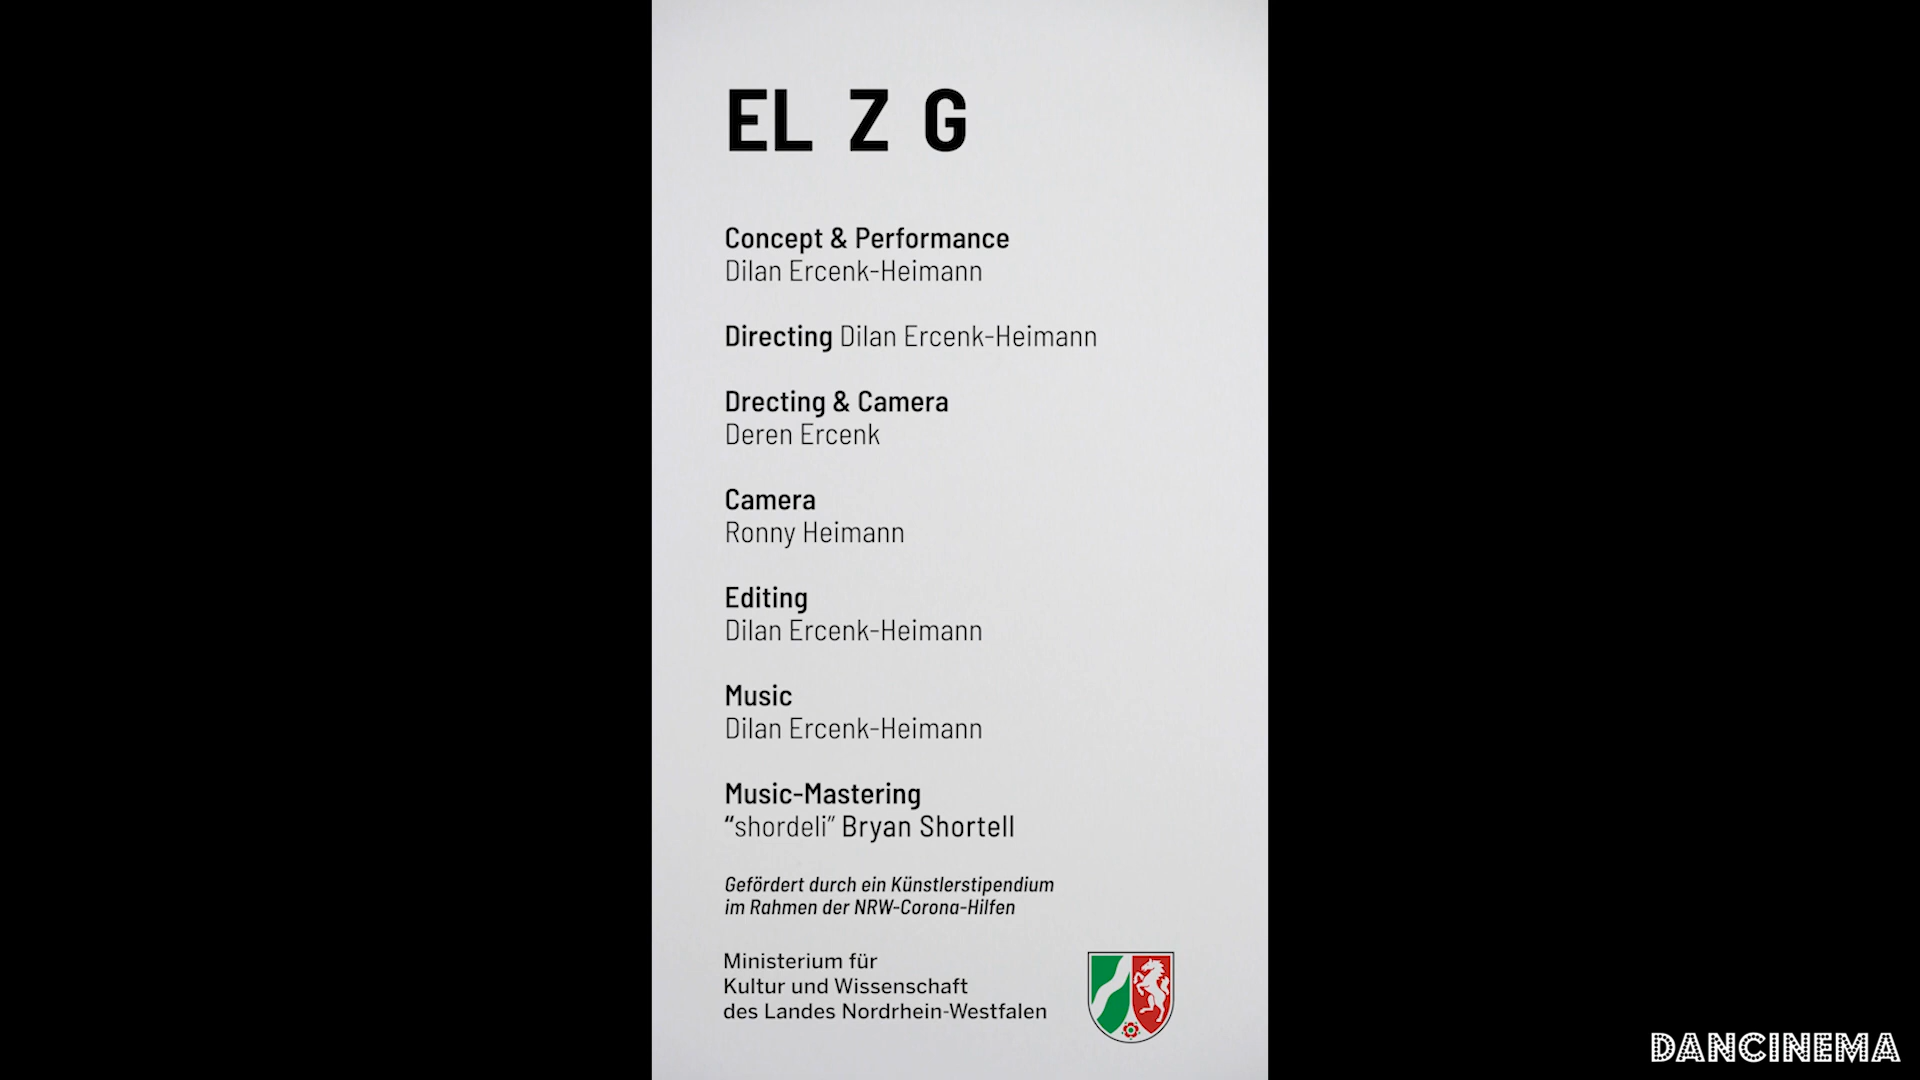 EL Z G
Concept & Performance
Dilan Ercenk-Heimann
Directing Dilan Ercenk-Heimann
Drecting & Camera
Deren Ercenk
Camera
Ronny Heimann
Editing
Dilan Ercenk-Heimann
Music
Dilan Ercenk-Heimann
Music-Mastering
“shordeli” Bryan Shortell
Gefördert durch ein Künstlerstipendium
im Rahmen der NRW-Corona-Hilfen
Ministerium für
Kultur und Wissenschaft
des Landes Nordrhein-Westfalen
DANCINEMA